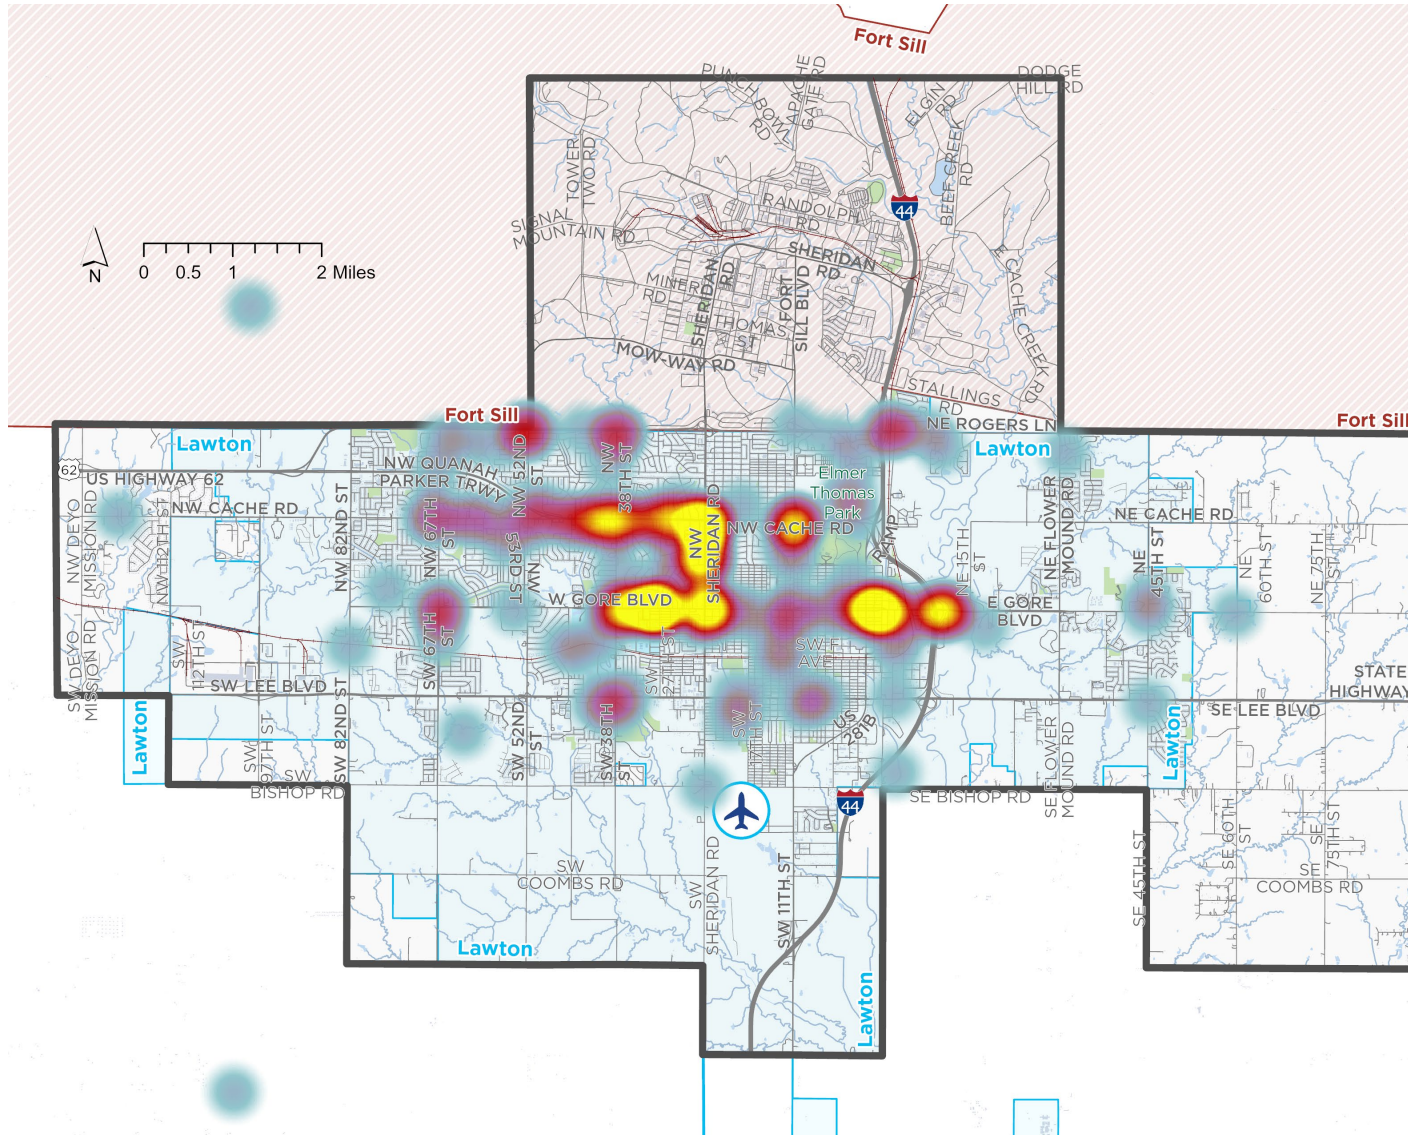 Fort Sill
PUNCH BOWL
RD
APACHE
GATE RD
DODGE
HILL RD
ELGIN
RD
BEEF CREEK
RD
TOWER
TWO RD
RANDOLPH
RD
44
SIGNAL
MOUNTAIN RD
SHERIDAN
RD
N
0 0.5 1 2 Miles
MINER
RD
SHERIDAN
RD
FORT
SILL BLVD
E CACHE CREEK RD
THOMAS
ST
MOW-WAY RD
STALLINGS
RD
Fort Sill
NE ROGERS LN
Fort Sill
Lawton
Lawton
62
US HIGHWAY 62
NW QUANAH
PARKER TRWY
NW 52ND
ST
NW
38TH ST
Elmer
Thomas
Park
NW CACHE RD
NW CACHE RD
NE CACHE RD
NW DEYO
MISSION RD
NW 112TH ST
NW 82ND ST
NW 67TH
ST
NW
53RD ST
NW
SHERIDAN RD
RAMP
NE 15TH
ST
NE FLOWER
MOUND RD
NE
45TH ST
NE
60TH ST
NE 75TH
ST
W GORE BLVD
E GORE
BLVD
SW DEYO
MISSION RD
SW
112TH ST
SW 67TH
ST
SW
27TH ST
SW F
AVE
STATE
HIGHWAY
SW LEE BLVD
SE LEE BLVD
Lawton
SW
97TH ST
SW 82ND ST
SW 52ND
ST
SW 38TH
ST
SW
17TH ST
US
281B
SE FLOWER
MOUND RD
Lawton
SW
BISHOP RD
SE BISHOP RD
44
SE 45TH ST
SE 60TH
ST
SE
75TH ST
SW
COOMBS RD
SW
SHERIDAN RD
SW 11TH ST
SE
COOMBS RD
Lawton
Lawton